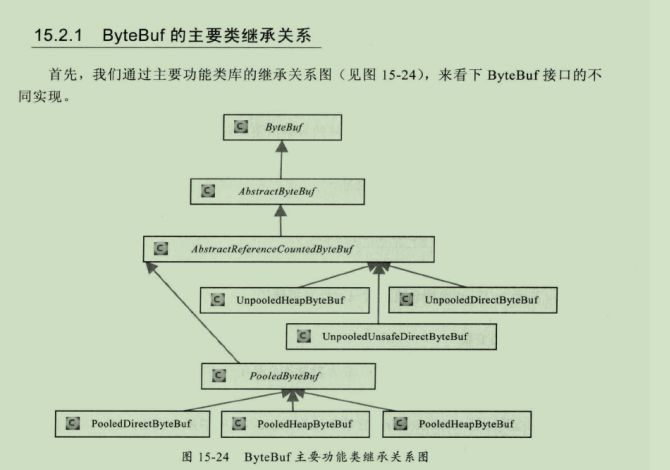 15.2.1 ByteBuf 的主要类继承关系
首先，我们通过主要功能类库的继承关系图（见图 15-24），来看下 ByteBuf 接口的不
同实现。
C ByteBuf
C AbstractByteBuf
C AbstractReferenceCountedByteBuf
C UnpooledHeapByteBuf C UnpooledDirectByteBuf
C UnpooledUnsafeDirectByteBuf
C PooledByteBuf
C PooledDirectByteBuf C PooledHeapByteBuf C PooledHeapByteBuf
图 15-24 ByteBuf 主要功能类继承关系图